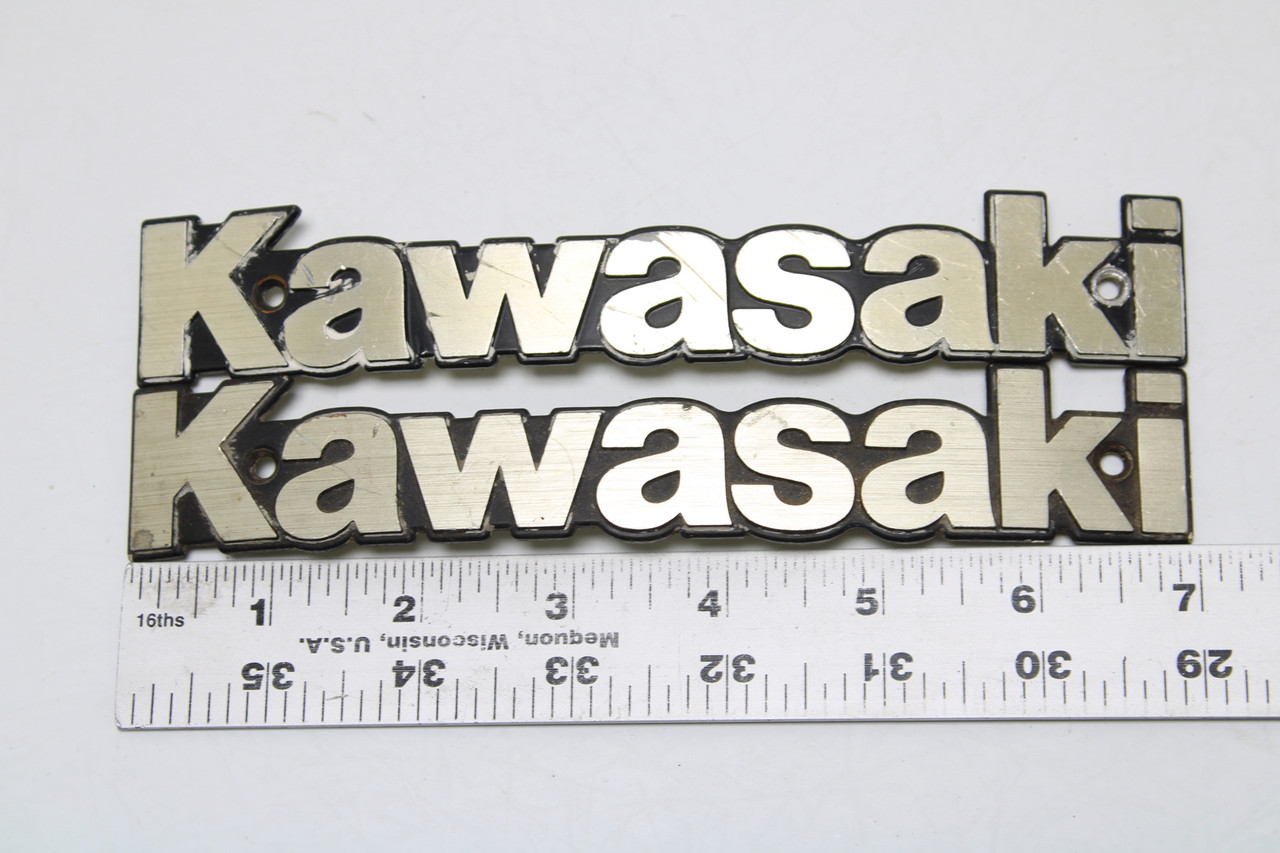 Kawasaki
Kawasaki
16ths 1 2 3 4 5 6 7
Mequon, Wisconsin, U.S.A.
35 34 33 32 31 30 29